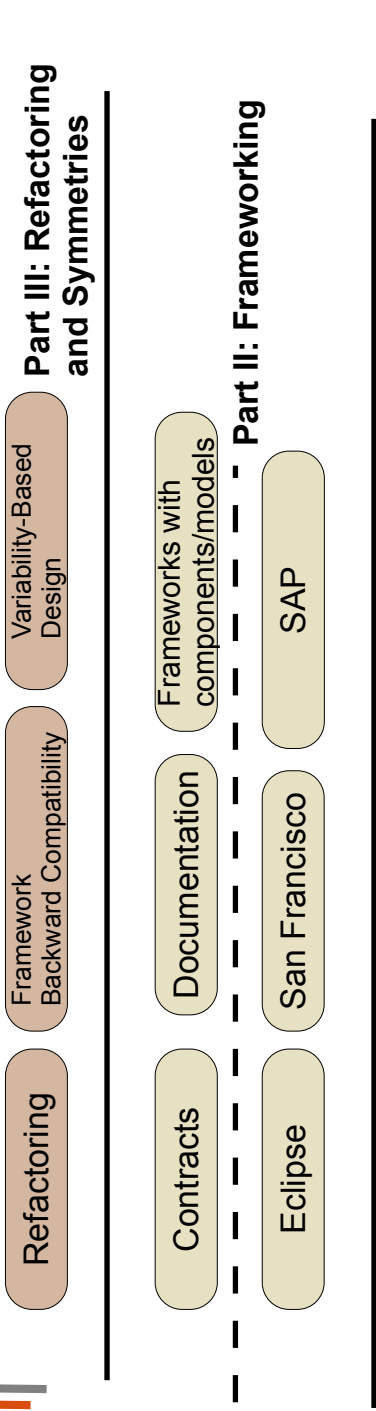 Refactoring
Framework
Backward Compatibility
Variability-Based
Design
Part III: Refactoring
and Symmetries
Contracts
Documentation
Frameworks with
components/models
Part II: Frameworking
Eclipse
San Francisco
SAP